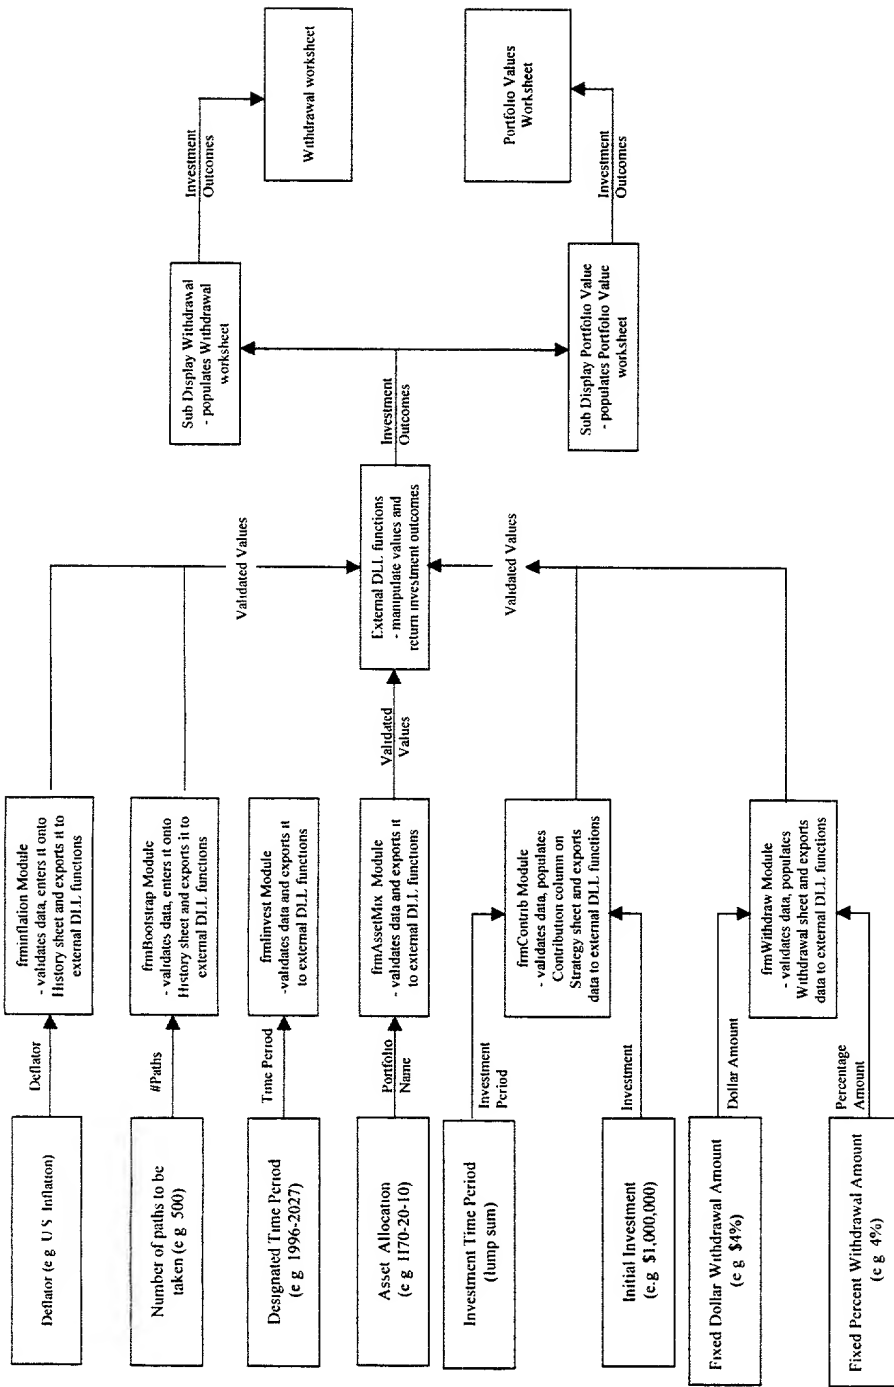 Deflator (e g U S Inflation)
Deflator
frminflation Module
- validates data, enters it onto
History sheet and exports it to
external DLL functions
Number of paths to be
taken (e g 500)
#Paths
frmBootstrap Module
- validates data, enters it onto
History sheet and exports it to
external DLL functions
Designated Time Period
(e g 1996-2027)
Time Period
frmIinvest Module
-validates data and exports it
to external DLL functions
Asset Allocation
(e g H70-20-10)
Portfolio
Name
frmAssetMix Module
- validates data and exports it
to external DLL functions
Investment Time Period
(lump sum)
Investment
Period
Initial Investment
(e.g $1,000,000)
Investment
frmContrib Module
- validates data, populates
Contribution column on
Strategy sheet and exports
data to external DLL functions
Fixed Dollar Withdrawal Amount
(e g $4%)
Dollar Amount
Fixed Percent Withdrawal Amount
(e g 4%)
Percentage
Amount
frmWithdraw Module
- validates data, populates
Withdrawal sheet and exports
data to external DLL functions
Validated Values
Validated
Values
Validated Values
External DLL functions
- manipulate values and
return investment outcomes
Investment
Outcomes
Sub Display Withdrawal
- populates Withdrawal
worksheet
Investment
Outcomes
Withdrawal worksheet
Sub Display Portfolio Value
- populates Portfolio Value
worksheet
Investment
Outcomes
Portfolio Values
Worksheet